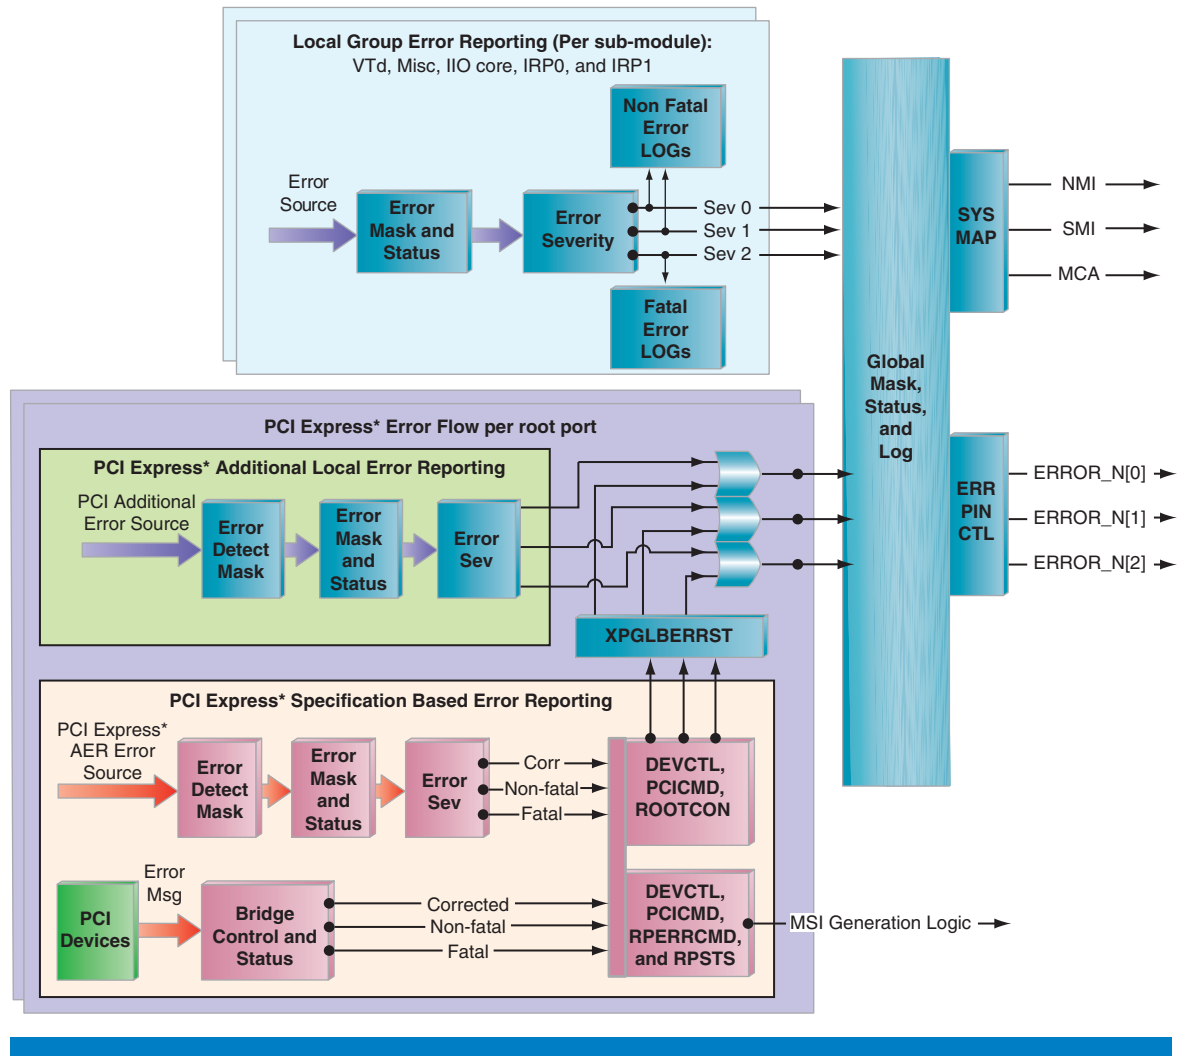 Local Group Error Reporting (Per sub-module):
VTd, Misc, IIO core, IRP0, and IRP1
Non Fatal
Error
LOGs
Error
Source
Error
Mask and
Status
Error
Severity
Sev 0
Sev 1
Sev 2
Fatal
Error
LOGs
Global
Mask,
Status,
and
Log
SYS
MAP
NMI
SMI
MCA
ERR
PIN
CTL
ERROR_N[0]
ERROR_N[1]
ERROR_N[2]
PCI Express* Error Flow per root port
PCI Express* Additional Local Error Reporting
PCI Additional
Error Source
Error
Detect
Mask
Error
Mask
and
Status
Error
Sev
XPGLBERRST
PCI Express* Specification Based Error Reporting
PCI Express*
AER Error
Source
Error
Detect
Mask
Error
Mask
and
Status
Error
Sev
Corr
Non-fatal
Fatal
DEVCTL,
PCICMD,
ROOTCON
PCI
Devices
Error
Msg
Bridge
Control and
Status
Corrected
Non-fatal
Fatal
DEVCTL,
PCICMD,
RPERRCMD,
and RPSTS
MSI Generation Logic